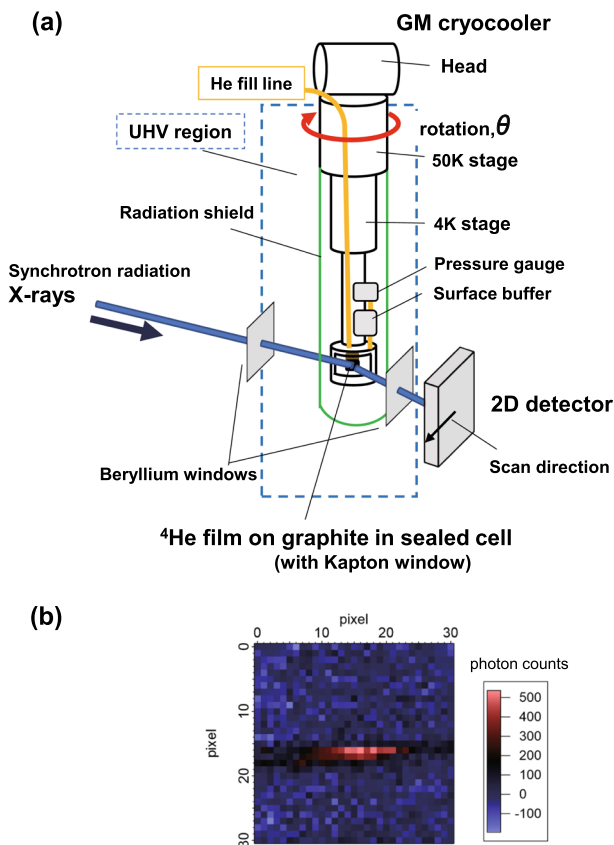 (a)
GM cryocooler
Head
He fill line
UHV region
rotation,θ
50K stage
Radiation shield
4K stage
Pressure gauge
Surface buffer
Synchrotron radiation
X-rays
2D detector
Scan direction
Beryllium windows
⁴He film on graphite in sealed cell
(with Kapton window)
(b)
pixel
0 10 20 30
photon counts
pixel
0
10
20
30
500
400
300
200
100
0
-100